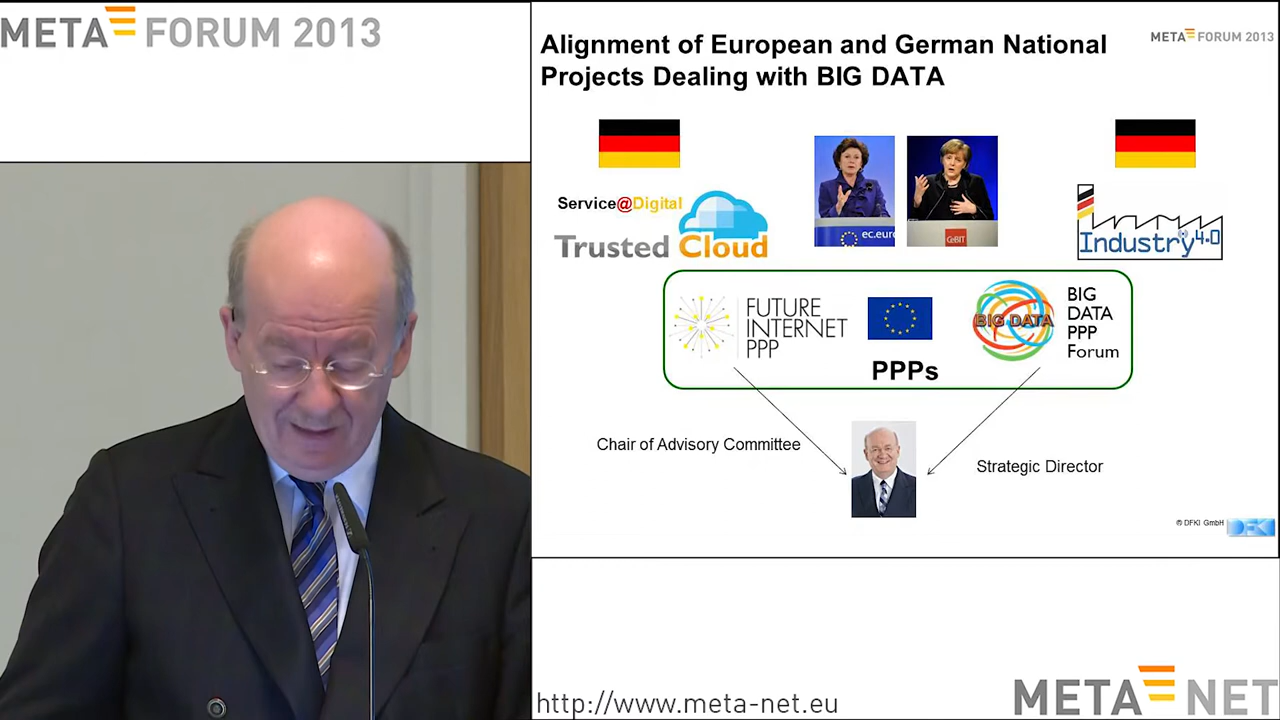 META FORUM 2013
Alignment of European and German National
Projects Dealing with BIG DATA
META FORUM 2013
Service@Digital
Trusted Cloud
ec.euro
CeBIT
Industry 4.0
FUTURE
INTERNET
PPP
BIG DATA
BIG
DATA
PPP
Forum
PPPs
Chair of Advisory Committee
Strategic Director
© DFKI GmbH
DFKI
http://www.meta-net.eu
META NET